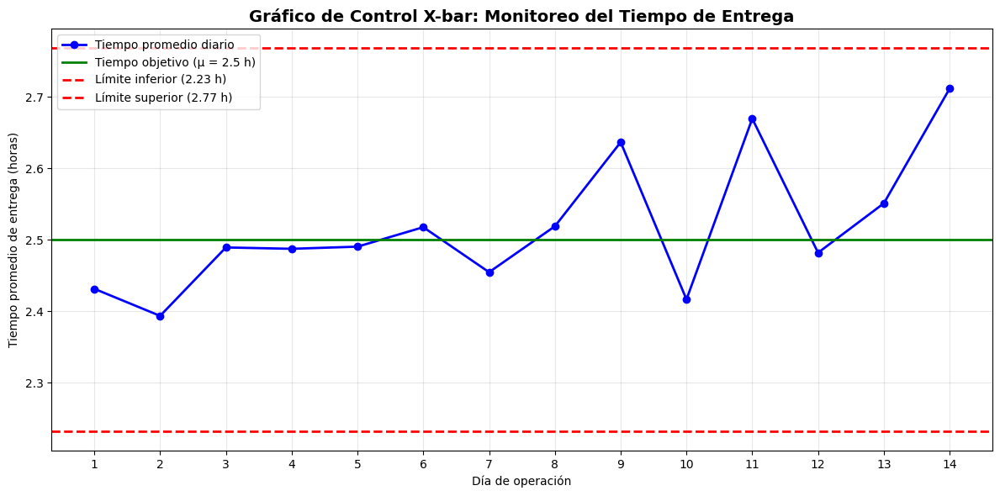 Gráfico de Control X-bar: Monitoreo del Tiempo de Entrega
Tiempo promedio diario
Tiempo objetivo (μ = 2.5 h)
Límite inferior (2.23 h)
Límite superior (2.77 h)
Tiempo promedio de entrega (horas)
2.7
2.6
2.5
2.4
2.3
1 2 3 4 5 6 7 8 9 10 11 12 13 14
Día de operación